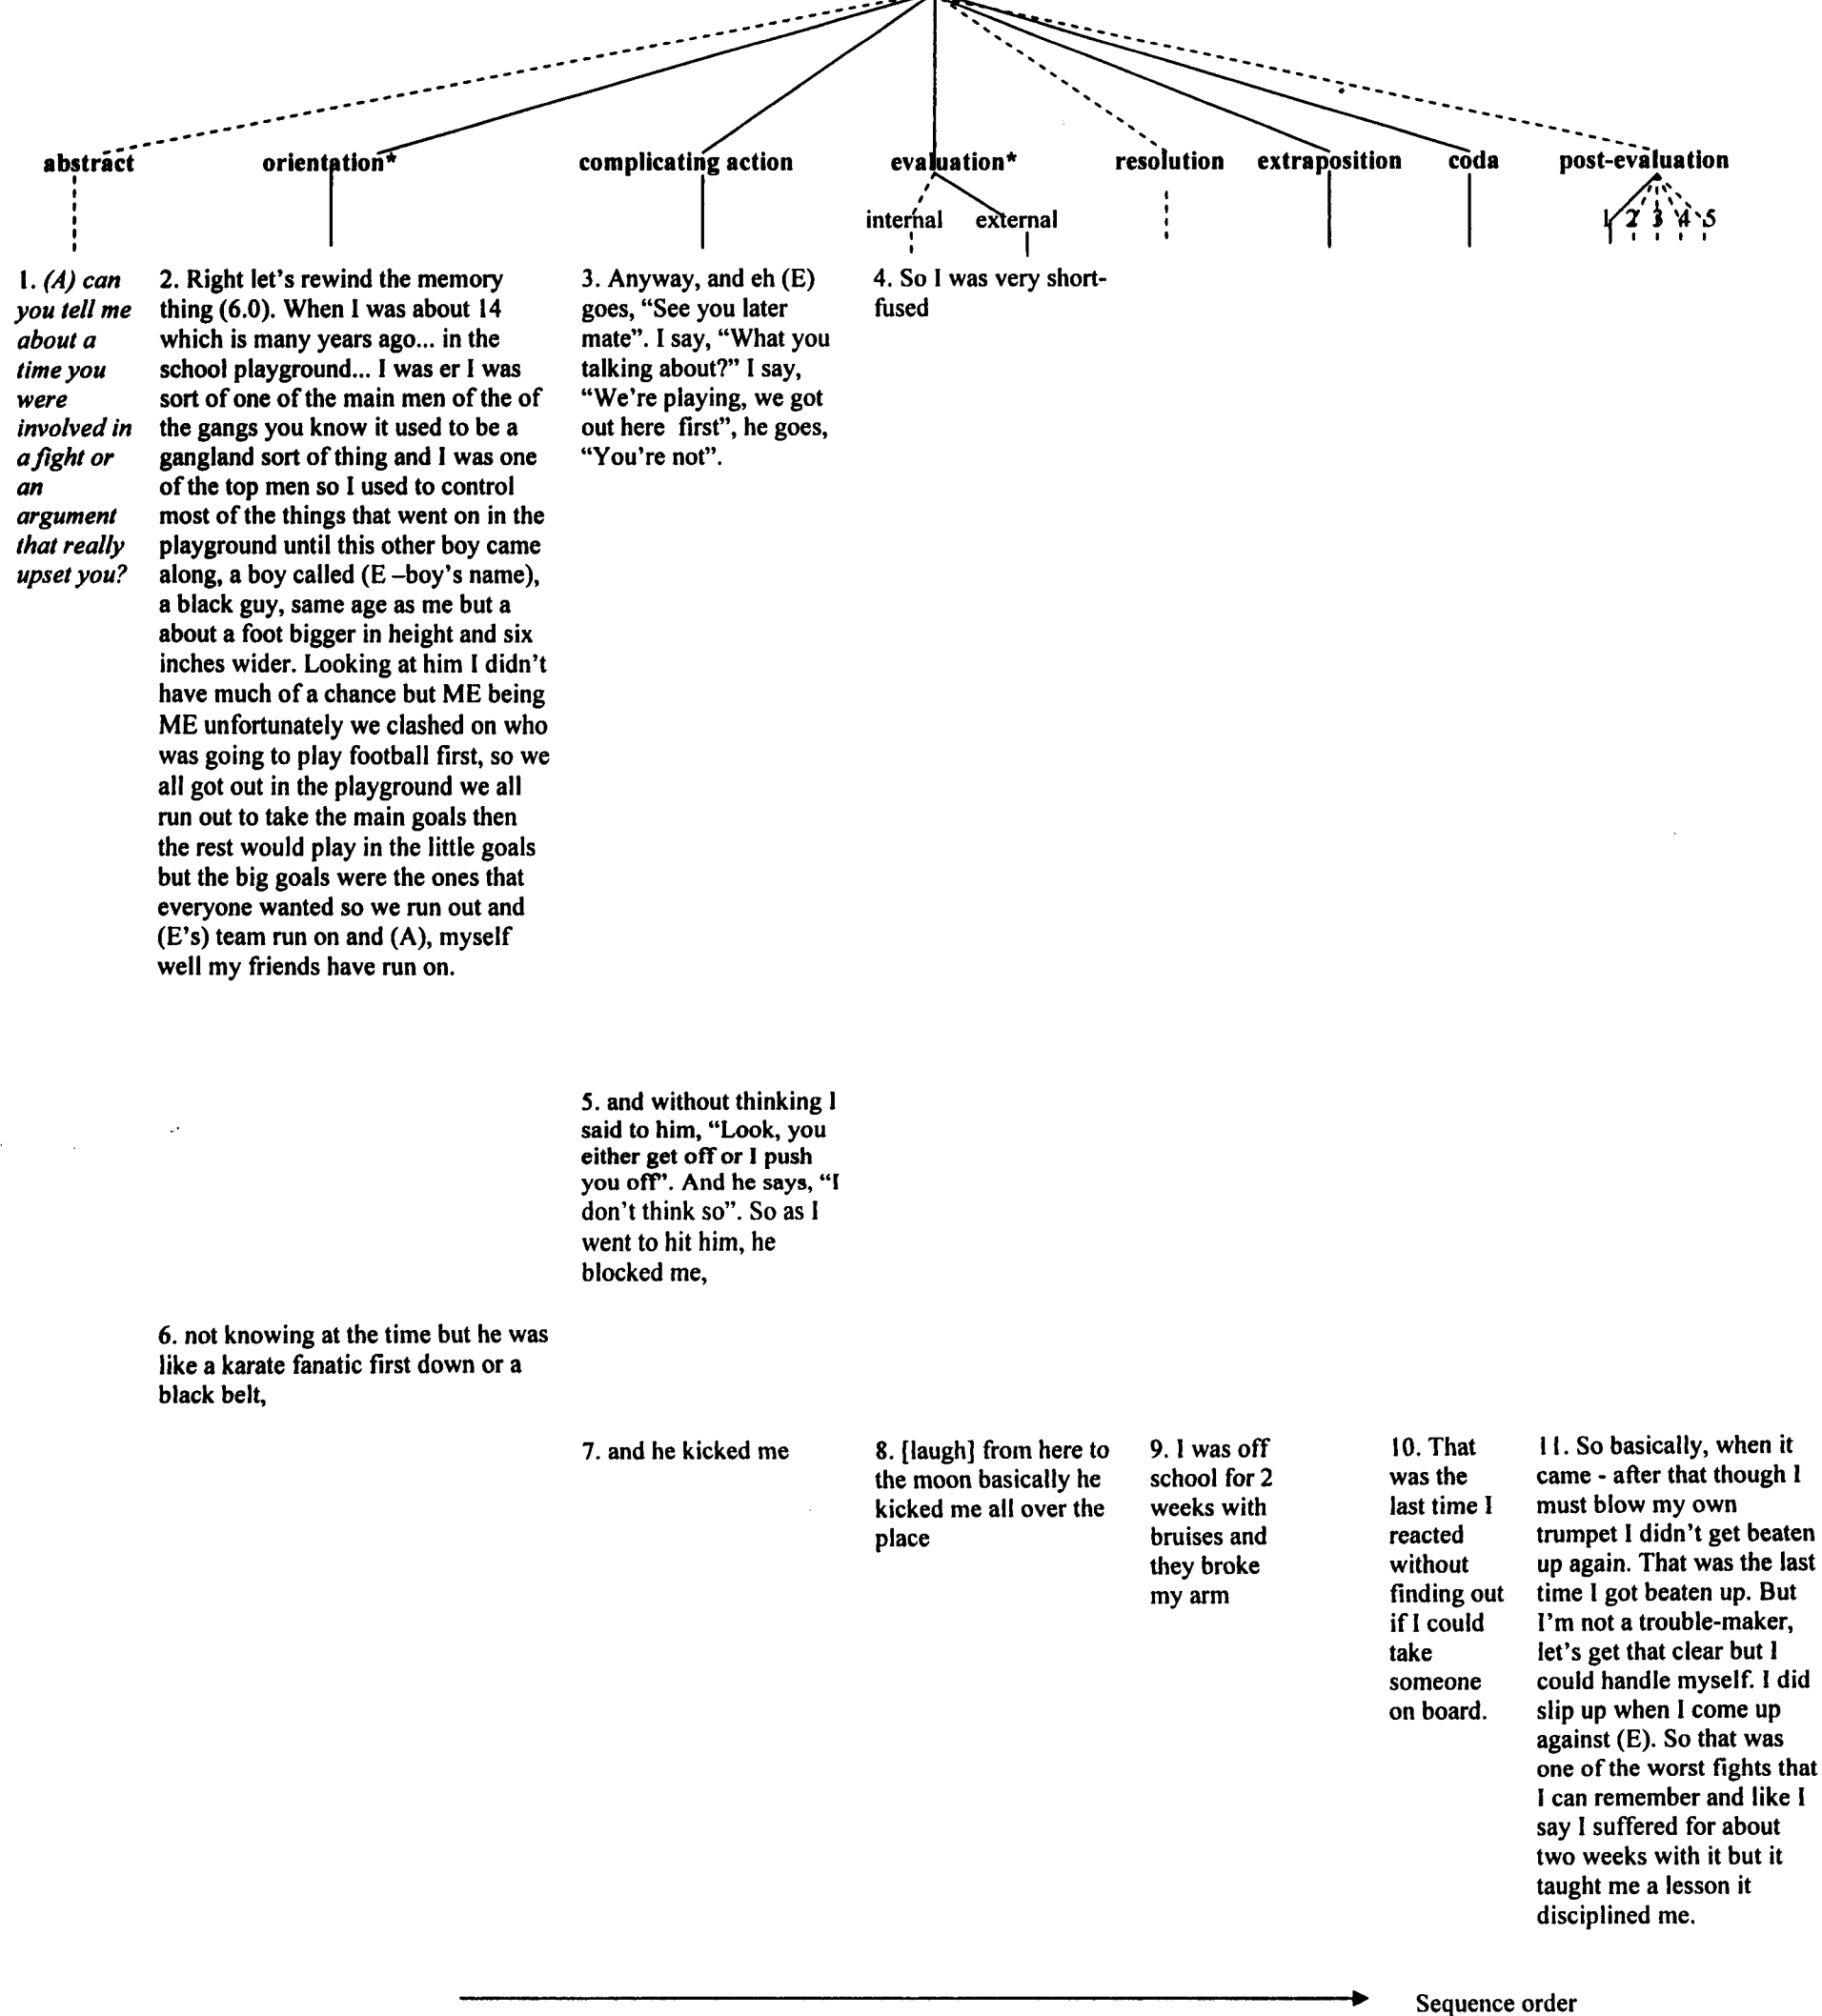 abstract
orientation*
complicating action
evaluation*
resolution
extraposition
coda
post-evaluation
internal
external
1 2 3 4 5
1. (A) can
you tell me
about a
time you
were
involved in
a fight or
an
argument
that really
upset you?
2. Right let's rewind the memory
thing (6.0). When I was about 14
which is many years ago... in the
school playground... I was er I was
sort of one of the main men of the of
the gangs you know it used to be a
gangland sort of thing and I was one
of the top men so I used to control
most of the things that went on in the
playground until this other boy came
along, a boy called (E –boy's name),
a black guy, same age as me but a
about a foot bigger in height and six
inches wider. Looking at him I didn't
have much of a chance but ME being
ME unfortunately we clashed on who
was going to play football first, so we
all got out in the playground we all
run out to take the main goals then
the rest would play in the little goals
but the big goals were the ones that
everyone wanted so we run out and
(E's) team run on and (A), myself
well my friends have run on.
3. Anyway, and eh (E)
goes, “See you later
mate”. I say, “What you
talking about?” I say,
“We're playing, we got
out here first”, he goes,
“You're not”.
4. So I was very short-
fused
5. and without thinking I
said to him, “Look, you
either get off or I push
you off”. And he says, “I
don't think so”. So as I
went to hit him, he
blocked me,
6. not knowing at the time but he was
like a karate fanatic first down or a
black belt,
7. and he kicked me
8. [laugh] from here to
the moon basically he
kicked me all over the
place
9. I was off
school for 2
weeks with
bruises and
they broke
my arm
10. That
was the
last time I
reacted
without
finding out
if I could
take
someone
on board.
11. So basically, when it
came - after that though I
must blow my own
trumpet I didn't get beaten
up again. That was the last
time I got beaten up. But
I'm not a trouble-maker,
let's get that clear but I
could handle myself. I did
slip up when I come up
against (E). So that was
one of the worst fights that
I can remember and like I
say I suffered for about
two weeks with it but it
taught me a lesson it
disciplined me.
Sequence order